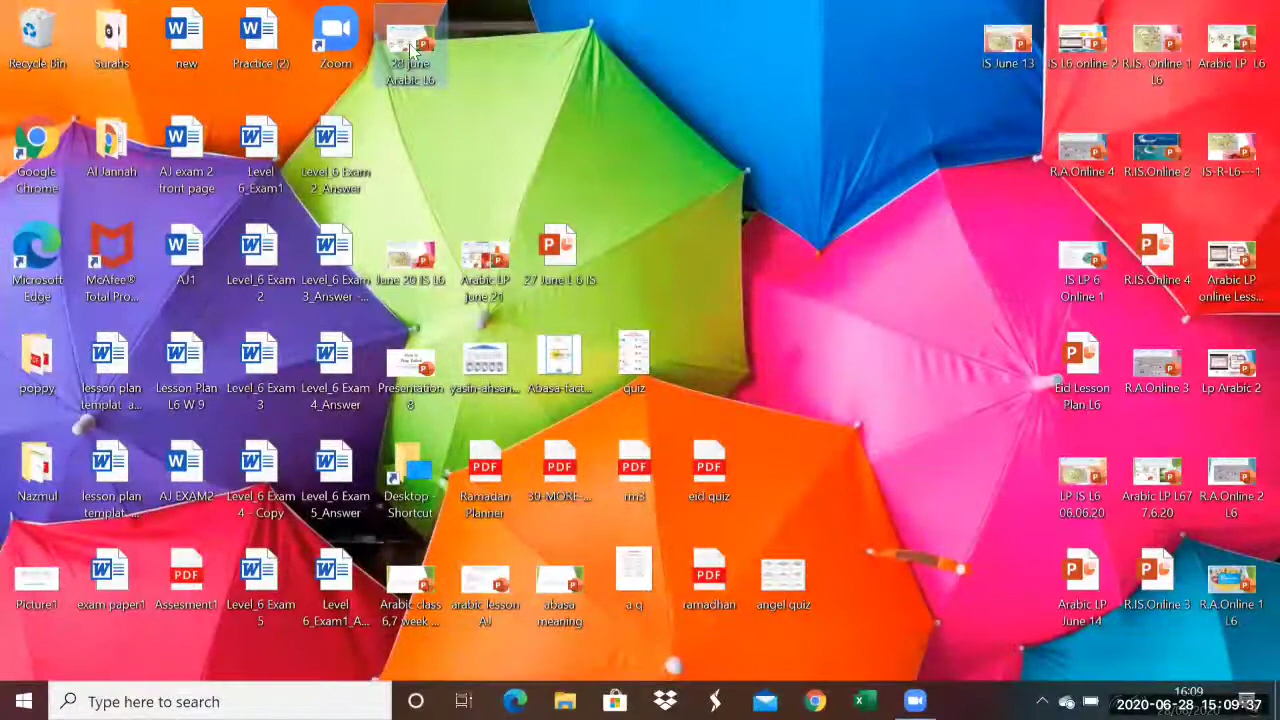 Recycle Bin
Surahs
new
Practice (2)
Zoom
28 june
Arabic L6
IS June 13
IS L6 online 2
R.IS. Online 1
L6
Arabic LP L6
Google
Chrome
Al Jannah
AJ exam 2
front page
Level
6_Exam1
Level_6 Exam
2_Answer
R.A.Online 4
R.IS.Online 2
IS-R-L6---1
Microsoft
Edge
McAfee®
Total Pro...
AJ1
Level_6 Exam
2
Level_6 Exam
3_Answer -...
June 20 IS L6
Arabic LP
june 21
27 June L 6 IS
IS LP 6
Online 1
R.IS.Online 4
Arabic LP
online Less...
poppy
lesson plan
templat_a...
Lesson Plan
L6 W 9
Level_6 Exam
3
Level_6 Exam
4_Answer
Presentation
8
yasin-ahsan...
Abasa-fact...
quiz
Eid Lesson
Plan L6
R.A.Online 3
Lp Arabic 2
Nazmul
lesson plan
templat_...
AJ EXAM2
Level_6 Exam
4 - Copy
Level_6 Exam
5_Answer
Desktop -
Shortcut
Ramadan
Planner
39-MORE-...
rm3
eid quiz
LP IS L6
06.06.20
Arabic LP L67
7.6.20
R.A.Online 2
L6
Picture1
exam paper1
Assesment1
Level_6 Exam
5
Level
6_Exam1_A...
Arabic class
6,7 week ...
arabic lesson
AJ
abasa
meaning
a q
ramadhan
angel quiz
Arabic LP
June 14
R.IS.Online 3
R.A.Online 1
L6
Type here to search
16:09
2020-06-28 15:09:37